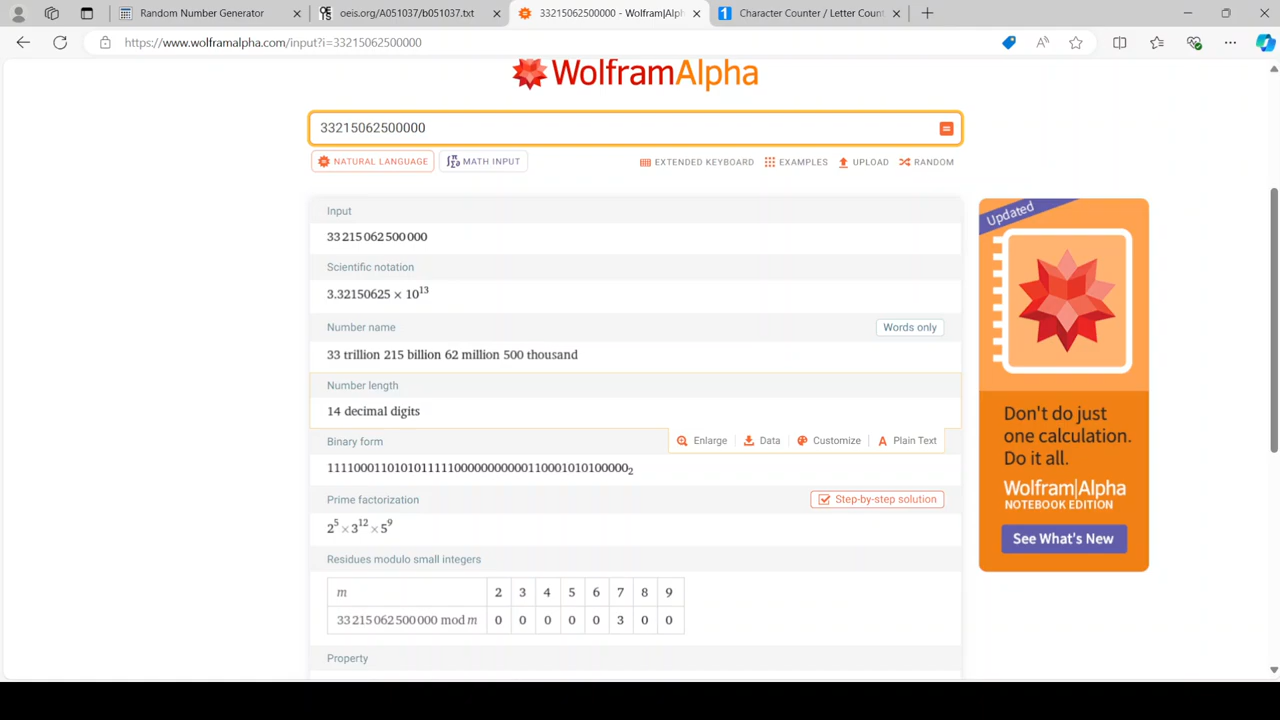 Random Number Generator
oeis.org/A051037/b051037.txt
33215062500000 - Wolfram|Alph
Character Counter / Letter Count
https://www.wolframalpha.com/input?i=33215062500000
WolframAlpha
33215062500000
NATURAL LANGUAGE
MATH INPUT
EXTENDED KEYBOARD
EXAMPLES
UPLOAD
RANDOM
Input
33 215 062 500 000
Scientific notation
3.32150625 × 10^13
Number name
Words only
33 trillion 215 billion 62 million 500 thousand
Number length
14 decimal digits
Binary form
Enlarge
Data
Customize
Plain Text
Prime factorization
Step-by-step solution
2^5 × 3^12 × 5^9
Residues modulo small integers
m 2 3 4 5 6 7 8 9
33 215 062 500 000 mod m 0 0 0 0 0 3 0 0
Property
Updated
Don't do just
one calculation.
Do it all.
Wolfram|Alpha
NOTEBOOK EDITION
See What's New